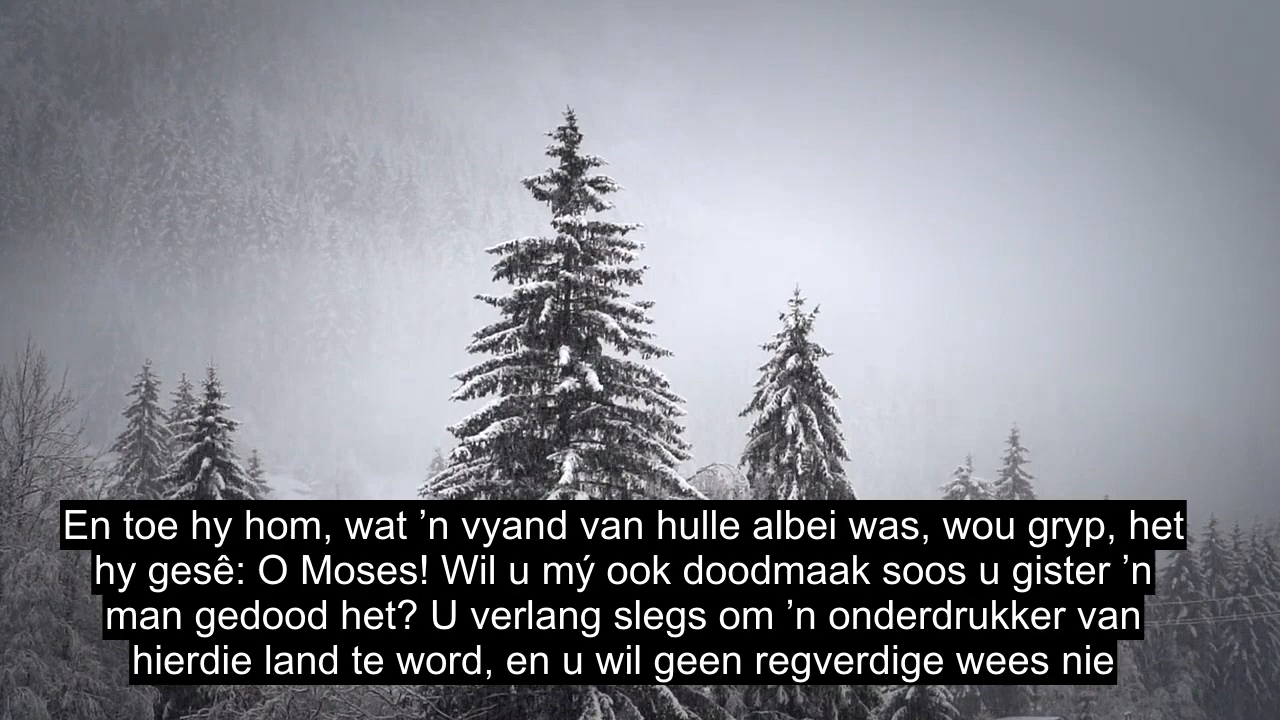 En toe hy hom, wat ’n vyand van hulle albei was, wou gryp, het
hy gesê: O Moses! Wil u mý ook doodmaak soos u gister ’n
man gedood het? U verlang slegs om ’n onderdrukker van
hierdie land te word, en u wil geen regverdige wees nie